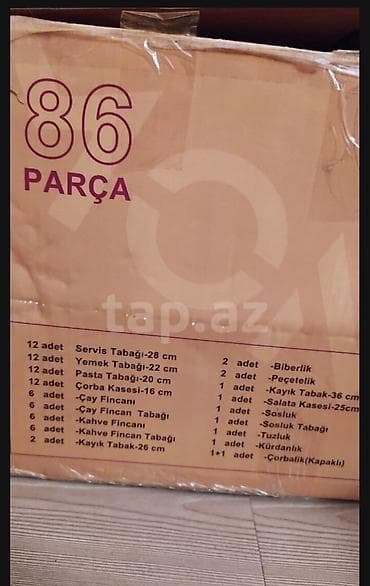 86
PARÇA
tap.az
12 adet Servis Tabağı-28 cm
12 adet Yemek Tabağı-22 cm
12 adet Pasta Tabağı-20 cm
12 adet Çorba Kasesi-16 cm
6 adet -Çay Fincanı
6 adet -Çay Fincan Tabağı
6 adet -Kahve Fincanı
6 adet -Kahve Fincan Tabağı
2 adet -Kayık Tabak-26 cm
2 adet -Biberlik
2 adet -Peçetelik
1 adet -Kayık Tabak-36 cm
1 adet -Salata Kasesi-25cm
1 adet -Sosluk
1 adet -Sosluk Tabağı
1 adet -Tuzluk
1 adet -Kürdanlık
1+1 adet -Çorbalik(Kapaklı)